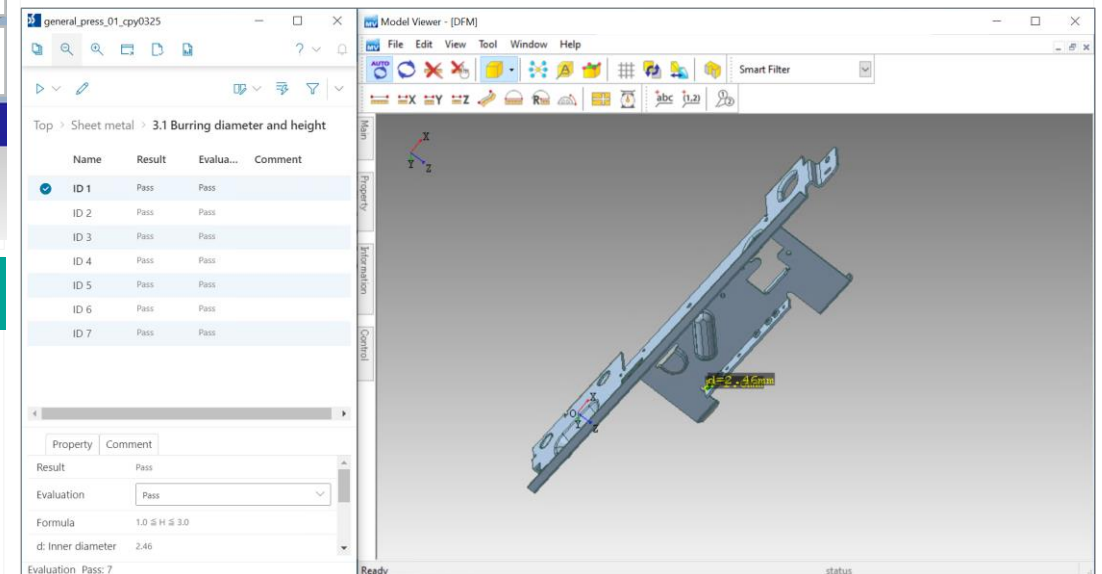 general_press_01_cpy0325
Top > Sheet metal > 3.1 Burring diameter and height
Name Result Evalua... Comment
ID 1 Pass Pass
ID 2 Pass Pass
ID 3 Pass Pass
ID 4 Pass Pass
ID 5 Pass Pass
ID 6 Pass Pass
ID 7 Pass Pass
Property Comment
Result Pass
Evaluation Pass
Formula 1.0 ≦ H ≦ 3.0
d: Inner diameter 2.46
Evaluation Pass: 7
MV Model Viewer - [DFM]
MV File Edit View Tool Window Help
AUTO
Smart Filter
X Y Z R abc (1,2)
Main
Property
Information
Control
X
Y Z
d=2.46mm
X
O
Y Z
Ready status